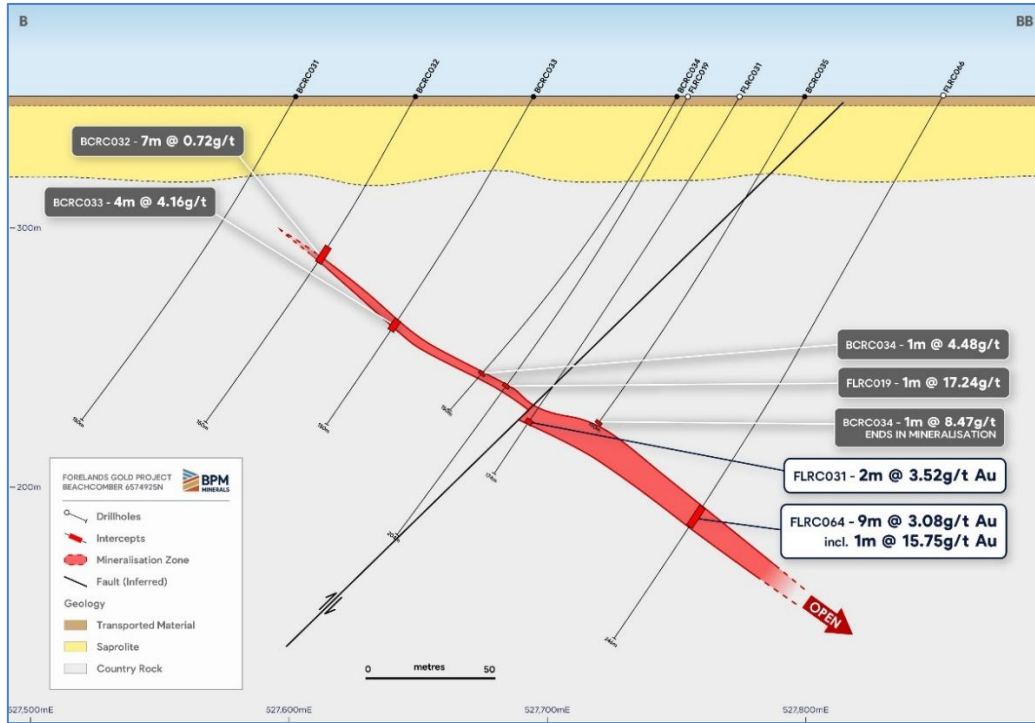 B
BB
BCRC031
BCRC032
BCRC033
BCRC034
FLRC019
FLRC031
BCRC035
FLRC066
BCRC032 - 7m @ 0.72g/t
BCRC033 - 4m @ 4.16g/t
300m
BCRC034 - 1m @ 4.48g/t
FLRC019 - 1m @ 17.24g/t
BCRC034 - 1m @ 8.47g/t
ENDS IN MINERALISATION
FLRC031 - 2m @ 3.52g/t Au
FLRC064 - 9m @ 3.08g/t Au
incl. 1m @ 15.75g/t Au
200m
OPEN
FORELANDS GOLD PROJECT
BEACHCOMBER 6574925N
BPM
MINERALS
Drillholes
Intercepts
Mineralisation Zone
Fault (Inferred)
Geology
Transported Material
Saprolite
Country Rock
174m
246m
0 metres 50
527,500mE
527,600mE
527,700mE
527,800mE